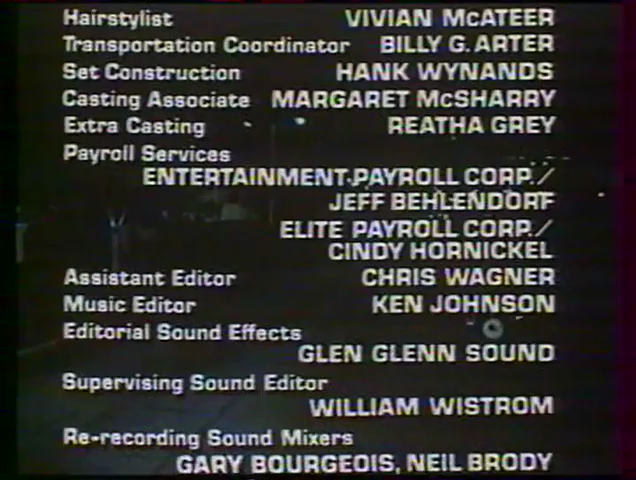 Hairstylist VIVIAN McATEER
Transportation Coordinator BILLY G. ARTER
Set Construction HANK WYNANDS
Casting Associate MARGARET McSHARRY
Extra Casting REATHA GREY
Payroll Services
ENTERTAINMENT PAYROLL CORP./
JEFF BEHLENDORF
ELITE PAYROLL CORP./
CINDY HORNICKEL
Assistant Editor CHRIS WAGNER
Music Editor KEN JOHNSON
Editorial Sound Effects
GLEN GLENN SOUND
Supervising Sound Editor
WILLIAM WISTROM
Re-recording Sound Mixers
GARY BOURGEOIS, NEIL BRODY